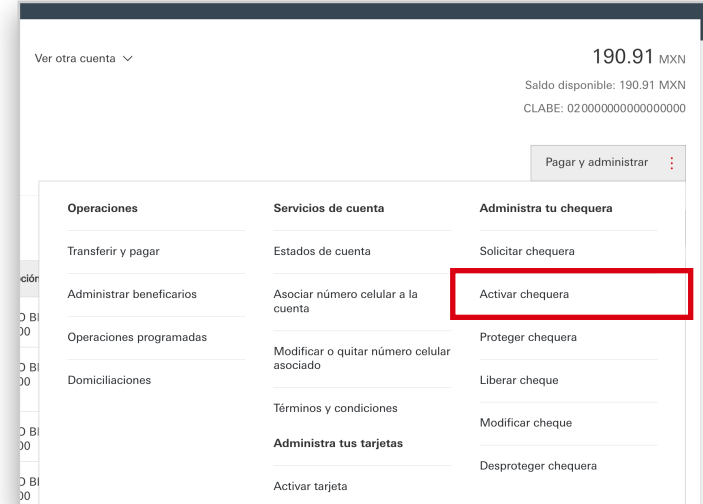 Ver otra cuenta
190.91 MXN
Saldo disponible: 190.91 MXN
CLABE: 020000000000000000
Pagar y administrar
Operaciones
Transferir y pagar
Administrar beneficiarios
Operaciones programadas
Domiciliaciones
Servicios de cuenta
Estados de cuenta
Asociar número celular a la
cuenta
Modificar o quitar número celular
asociado
Términos y condiciones
Administra tus tarjetas
Activar tarjeta
Administra tu chequera
Solicitar chequera
Activar chequera
Proteger chequera
Liberar cheque
Modificar cheque
Desproteger chequera